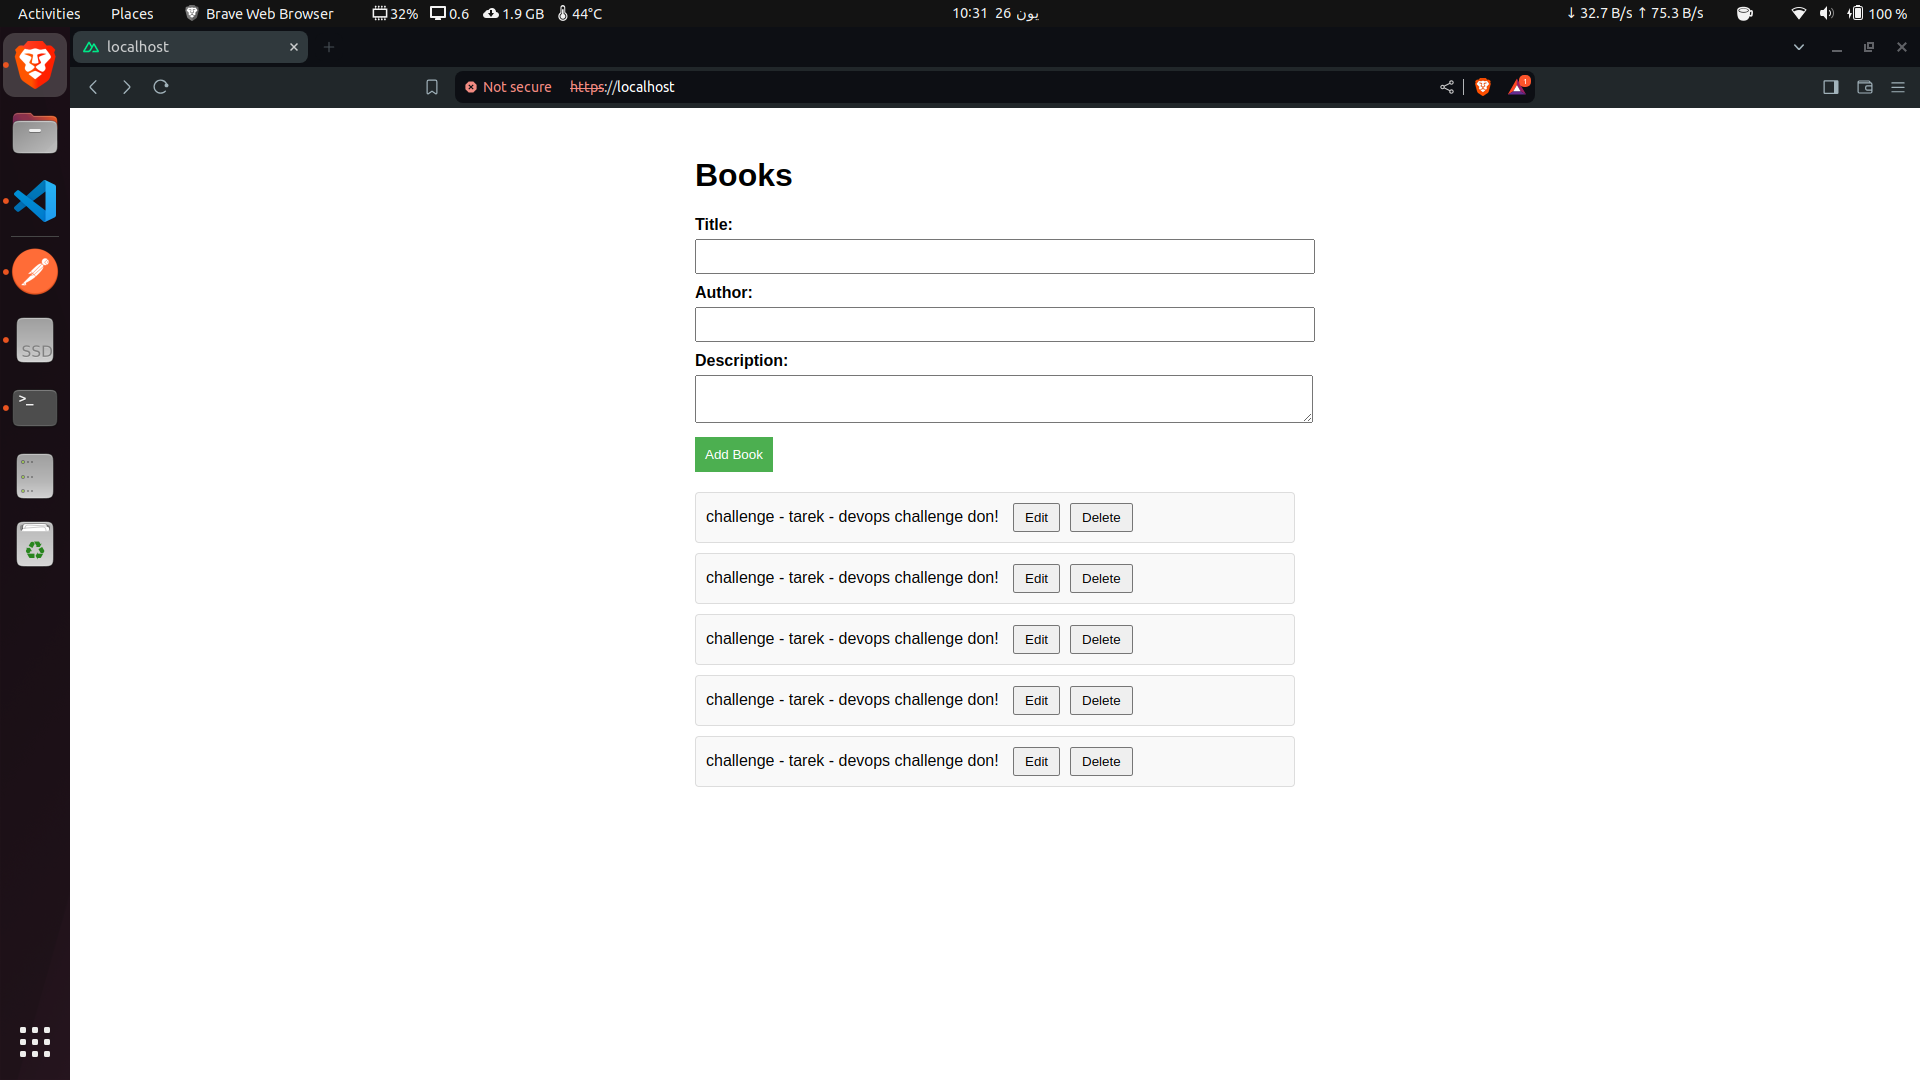 Activities Places Brave Web Browser 32% 0.6 1.9 GB 44°C 10:31 26 يون ↓ 32.7 B/s ↑ 75.3 B/s 100 %
localhost
Not secure https://localhost 1
SSD
>_
Books
Title:
Author:
Description:
Add Book
challenge - tarek - devops challenge don! Edit Delete
challenge - tarek - devops challenge don! Edit Delete
challenge - tarek - devops challenge don! Edit Delete
challenge - tarek - devops challenge don! Edit Delete
challenge - tarek - devops challenge don! Edit Delete